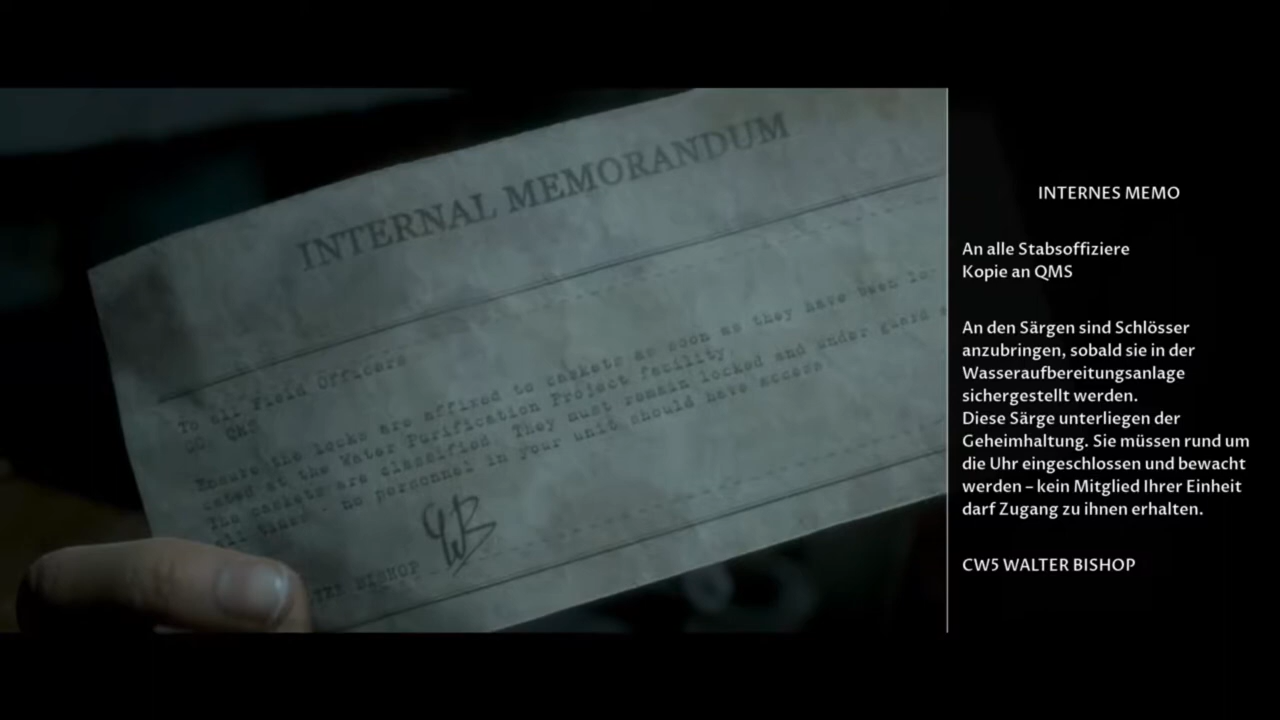 INTERNAL MEMORANDUM
To all Field Officers
QMS
Ensure the locks are affixed to caskets as soon as they have been lo-
cated at the Water Purification Project facility.
The caskets are classified. They must remain locked and under guard
all times - no personnel in your unit should have access
WB
BISHOP
INTERNES MEMO
An alle Stabsoffiziere
Kopie an QMS
An den Särgen sind Schlösser
anzubringen, sobald sie in der
Wasseraufbereitungsanlage
sichergestellt werden.
Diese Särge unterliegen der
Geheimhaltung. Sie müssen rund um
die Uhr eingeschlossen und bewacht
werden – kein Mitglied Ihrer Einheit
darf Zugang zu ihnen erhalten.
CW5 WALTER BISHOP